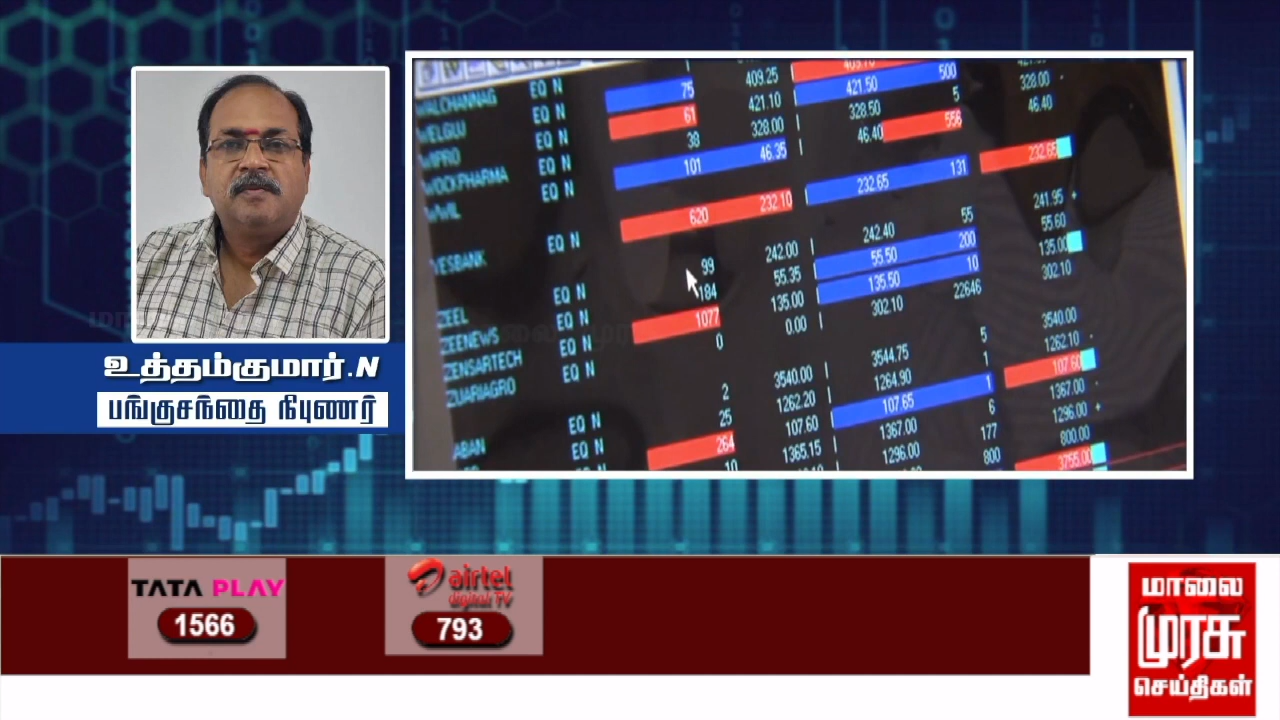 உத்தம்குமார்.N
பங்குசந்தை நிபுணர்
WALCHANNAG EQ N 75 409.25
WELGUJ EQ N 61 421.10 421.50 500
WIPRO EQ N 38 328.00 328.50 5 328.00
WOCKPHARMA EQ N 101 46.35 46.40 556 46.40
WWIL EQ N 620 232.10 232.65 131 232.65
YESBANK EQ N 99 242.00 242.40 55 241.95 +
ZEEL EQ N 184 55.35 55.50 200 55.60
ZEENEWS EQ N 1077 135.00 135.50 10 135.00
ZENSARTECH EQ N 0 0.00 302.10 22646 302.10
ZUARIAGRO EQ N
2 3540.00 3544.75 5 3540.00
ABAN EQ N 25 1262.20 1264.90 1 1262.10 -
EQ N 264 107.60 107.65 1 107.60
10 1365.15 1367.00 6 1367.00 -
1296.00 177 1296.00 +
800 800.00
3755.00
TATA PLAY
1566
airtel
digital TV
793
மாலை
முரசு
செய்திகள்